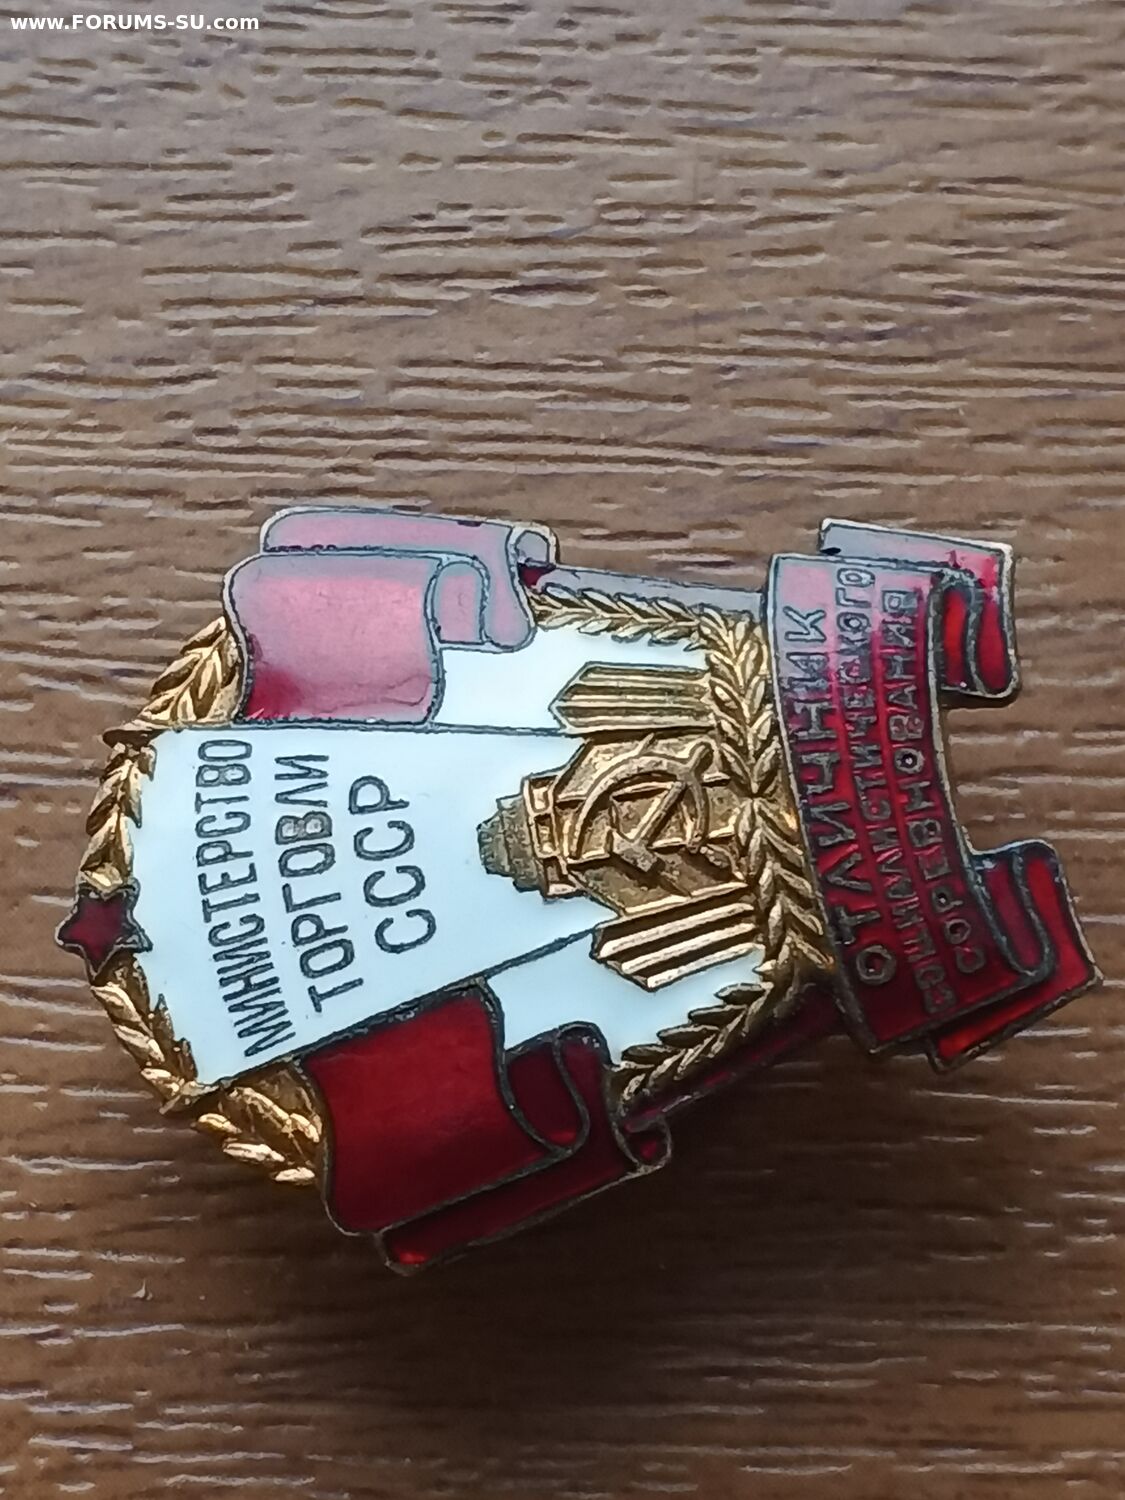 www.FORUMS-SU.com
МИНИСТЕРСТВО
ТОРГОВЛИ
СССР
ОТЛИЧНИК
СОЦИАЛИСТИЧЕСКОГО
СОРЕВНОВАНИЯ